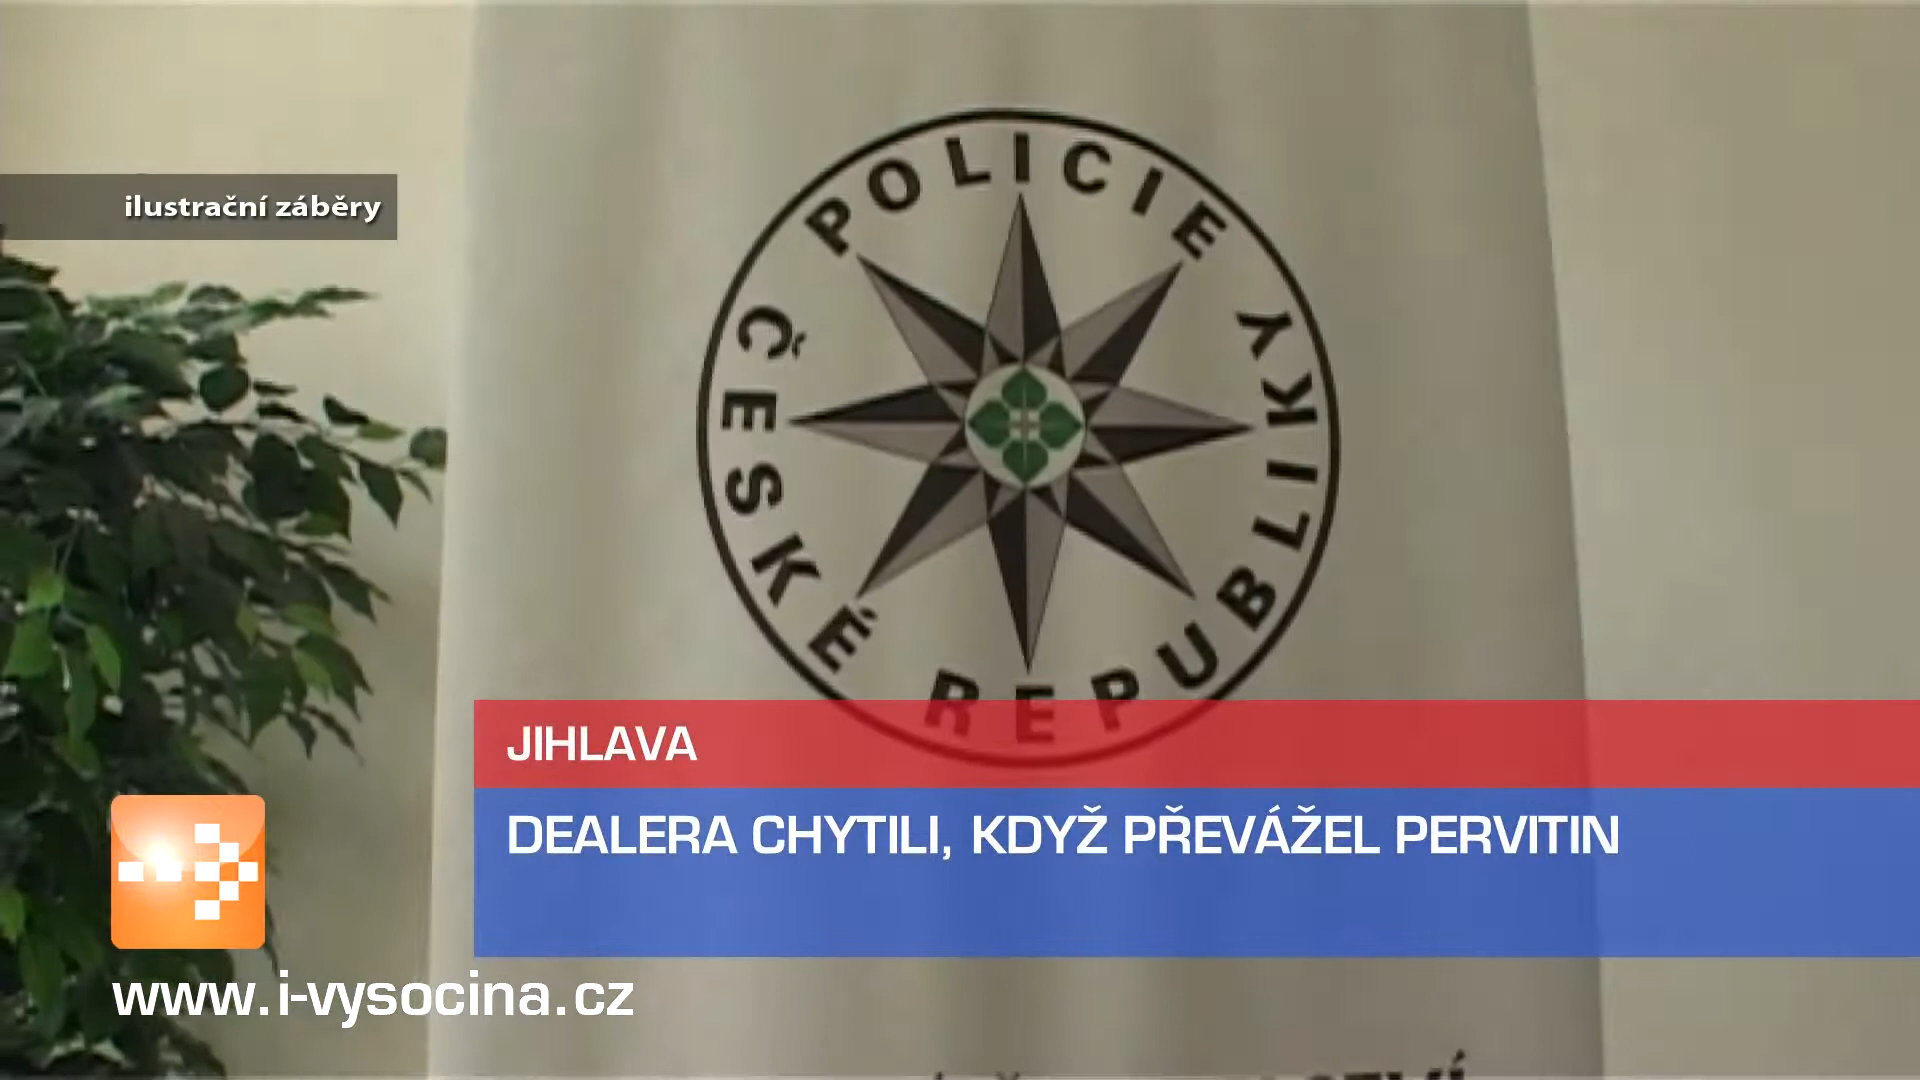 ilustrační záběry
POLICIE
ČESKÉ REPUBLIKY
JIHLAVA
DEALERA CHYTILI, KDYŽ PŘEVÁŽEL PERVITIN
www.i-vysocina.cz